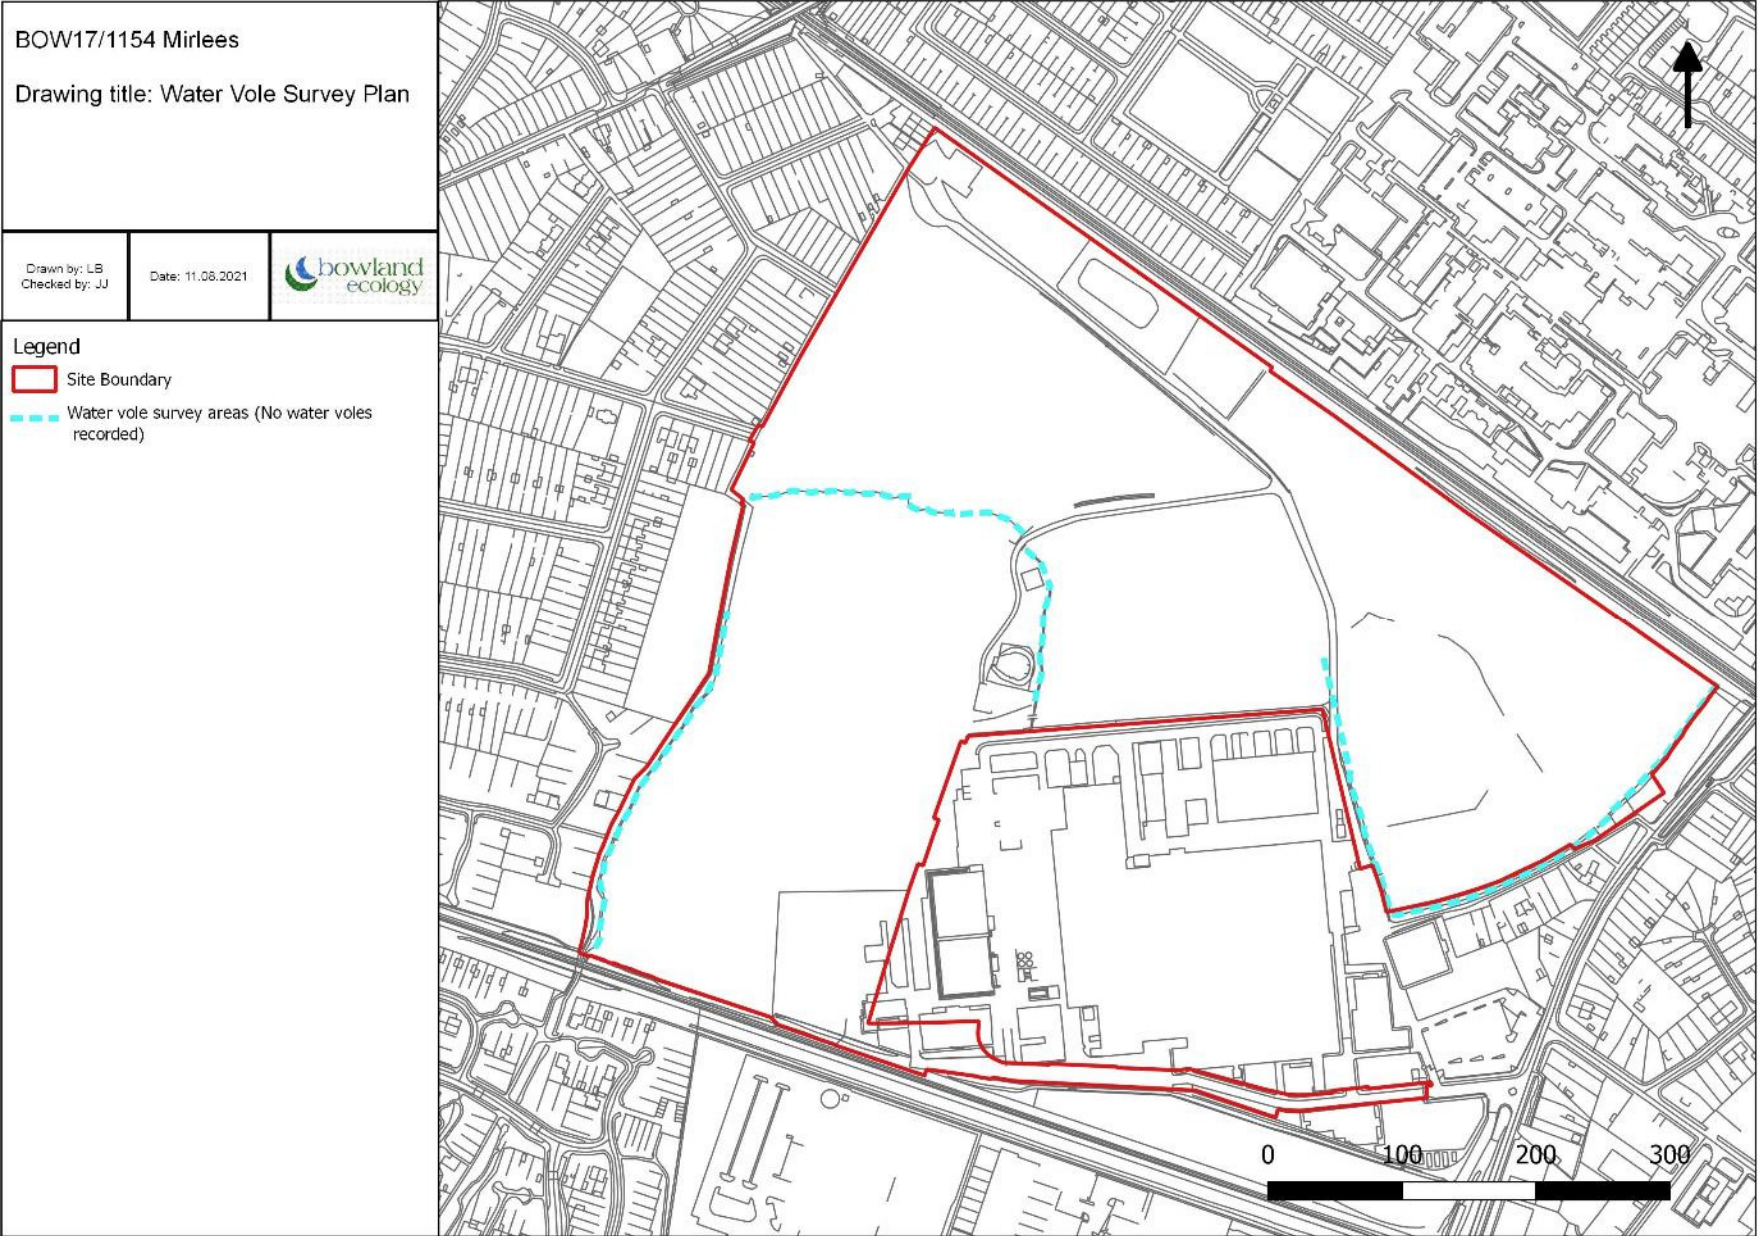 BOW17/1154 Mirlees
Drawing title: Water Vole Survey Plan
Drawn by: LB
Checked by: JJ
Date: 11.08.2021
bowland
ecology
Legend
Site Boundary
Water vole survey areas (No water voles
recorded)
0 100 200 300